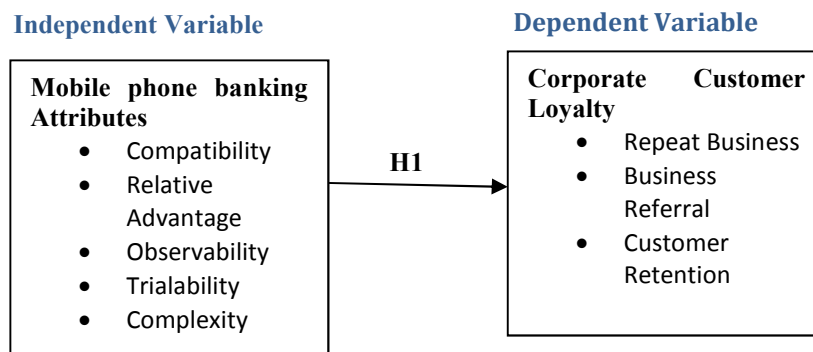 Independent Variable
Mobile phone banking
Attributes
• Compatibility
• Relative
Advantage
• Observability
• Trialability
• Complexity
H1
Dependent Variable
Corporate Customer
Loyalty
• Repeat Business
• Business
Referral
• Customer
Retention